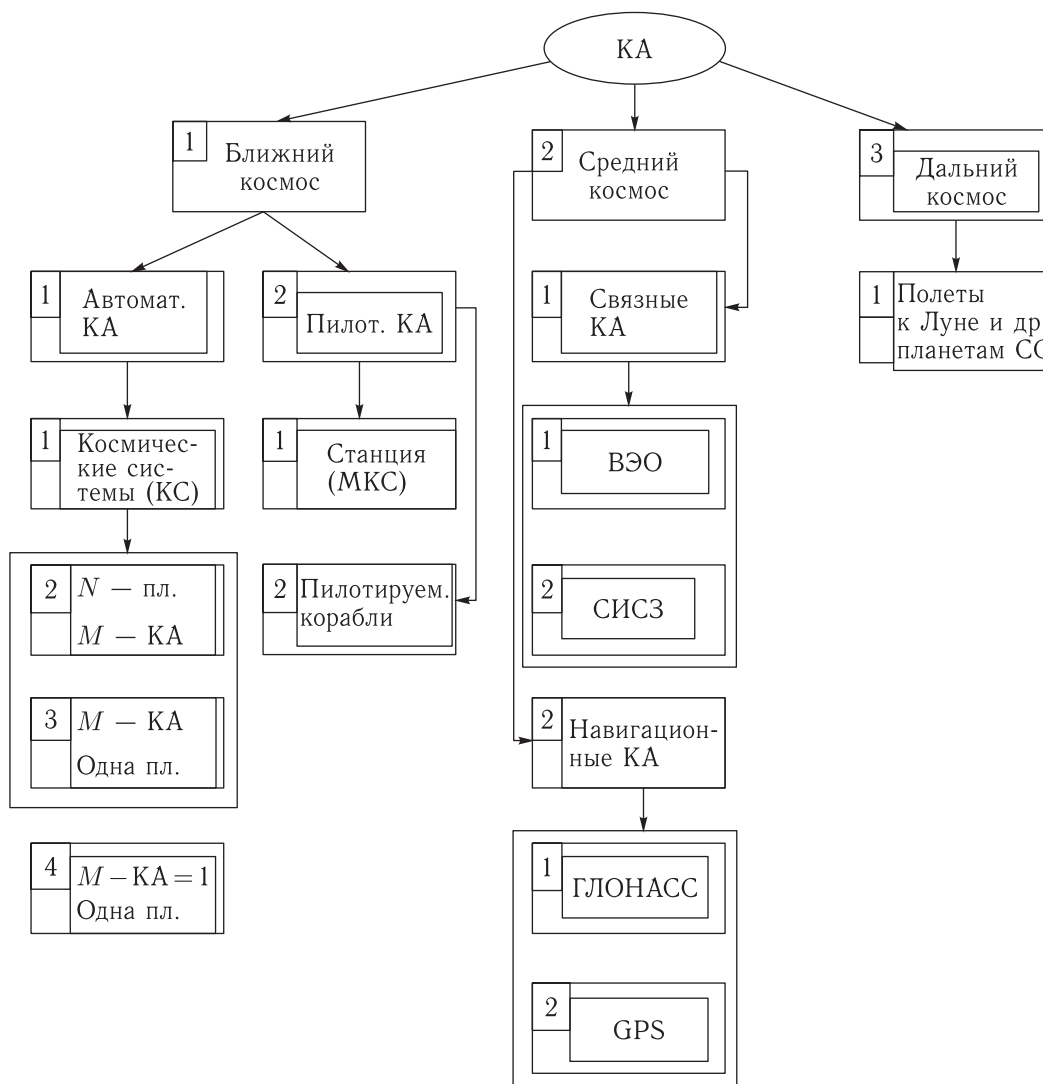 КА
1
Ближний
космос
2
Средний
космос
3
Дальний
космос
1
Автомат.
КА
2
Пилот. КА
1
Связные
КА
1
Полеты
к Луне и др
планетам СС
1
Космичес-
кие сис-
темы (КС)
1
Станция
(МКС)
1
ВЭО
2
N — пл.
M — КА
2
Пилотируем.
корабли
2
СИСЗ
3
M — КА
Одна пл.
2
Навигацион-
ные КА
4
M – КА = 1
Одна пл.
1
ГЛОНАСС
2
GPS